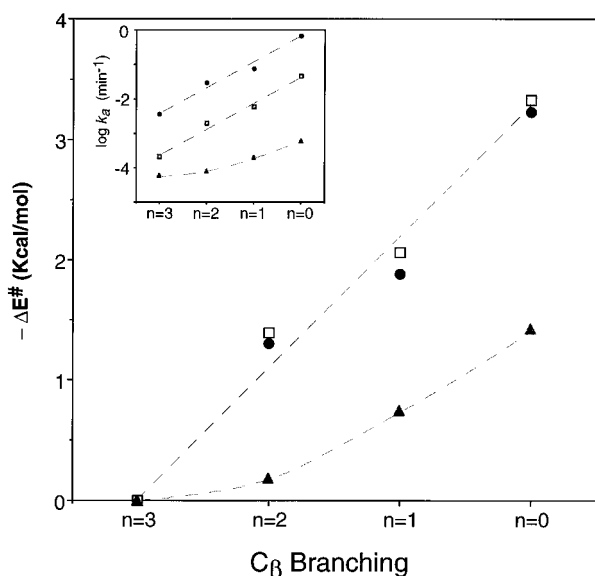 0
-2
-4
log ka (min-1)
n=3 n=2 n=1 n=0
−4
3
2
1
0
− ΔE# (Kcal/mol)
n=3 n=2 n=1 n=0
Cβ Branching